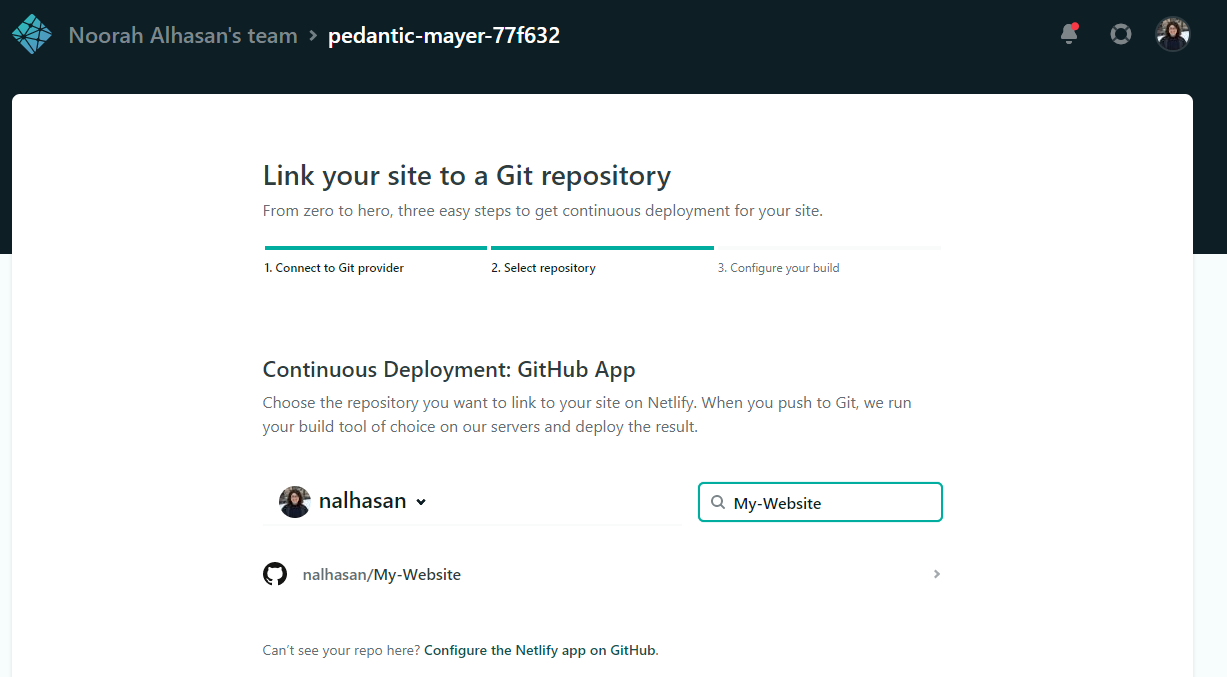 Noorah Alhasan's team > pedantic-mayer-77f632
Link your site to a Git repository
From zero to hero, three easy steps to get continuous deployment for your site.
1. Connect to Git provider 2. Select repository 3. Configure your build
Continuous Deployment: GitHub App
Choose the repository you want to link to your site on Netlify. When you push to Git, we run
your build tool of choice on our servers and deploy the result.
nalhasan My-Website
nalhasan/My-Website
Can't see your repo here? Configure the Netlify app on GitHub.